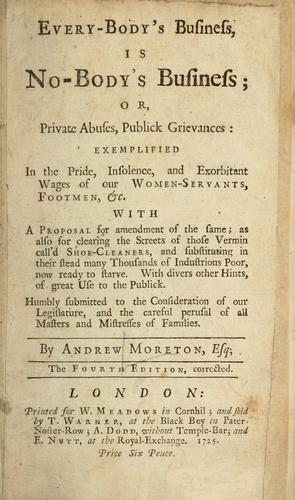 EVERY-BODY's Buſineſs,
IS
NO-BODY's Buſineſs;
OR,
Private Abuſes, Publick Grievances:
EXEMPLIFIED
In the Pride, Inſolence, and Exorbitant
Wages of our WOMEN-SERVANTS,
FOOTMEN, &c.
WITH
A PROPOSAL for amendment of the ſame; as
alſo for clearing the Streets of thoſe Vermin
call'd SHOE-CLEANERS, and ſubſtituting in
their ſtead many Thouſands of Induſtrious Poor,
now ready to ſtarve. With divers other Hints,
of great Uſe to the Publick.
Humbly ſubmitted to the Conſideration of our
Legiſlature, and the careful peruſal of all
Maſters and Miſtreſſes of Families.
By ANDREW MORETON, Eſq;
The FOURTH EDITION, corrected.
LONDON:
Printed for W. MEADOWS in Cornhil; and ſold
by T. WARNER, at the Black Boy in Pater-
Noſter-Row; A. DODD, without Temple-Bar; and
E. NUTT, at the Royal-Exchange. 1725.
Price Six Pence.